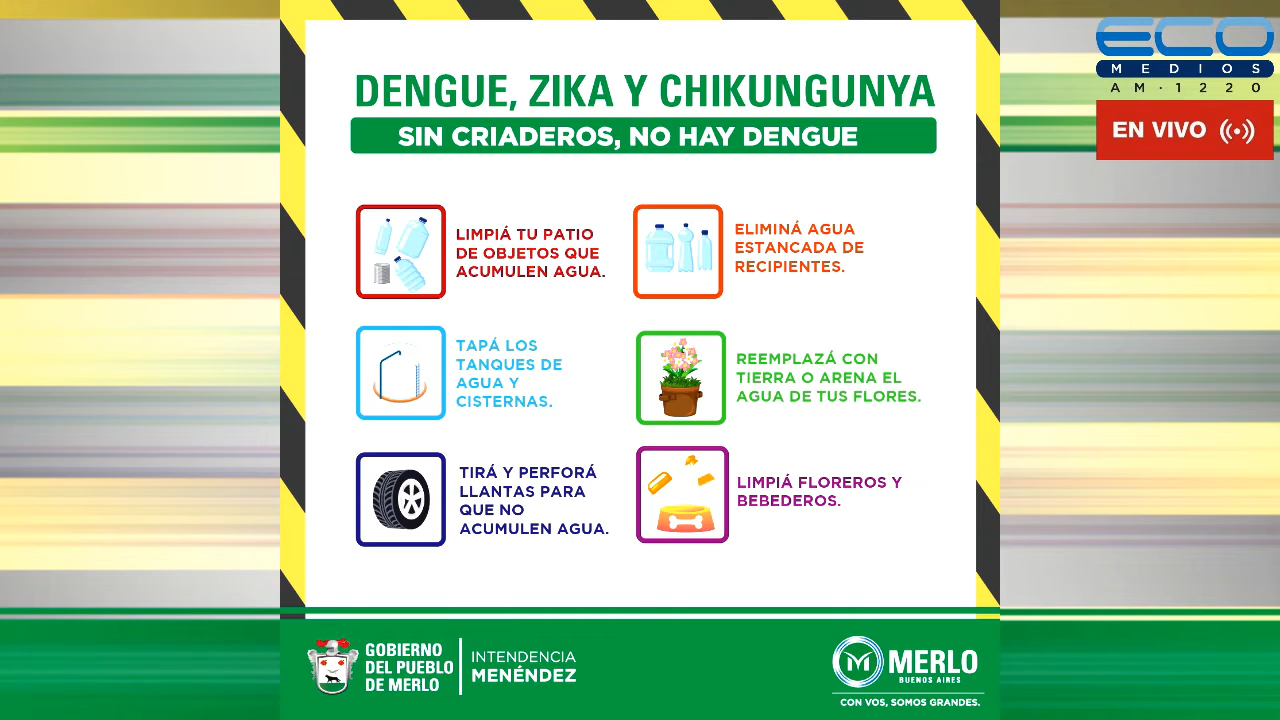 ECO
MEDIOS
AM·1220
EN VIVO
DENGUE, ZIKA Y CHIKUNGUNYA
SIN CRIADEROS, NO HAY DENGUE
LIMPIÁ TU PATIO
DE OBJETOS QUE
ACUMULEN AGUA.
ELIMINÁ AGUA
ESTANCADA DE
RECIPIENTES.
TAPÁ LOS
TANQUES DE
AGUA Y
CISTERNAS.
REEMPLAZÁ CON
TIERRA O ARENA EL
AGUA DE TUS FLORES.
TIRÁ Y PERFORÁ
LLANTAS PARA
QUE NO
ACUMULEN AGUA.
LIMPIÁ FLOREROS Y
BEBEDEROS.
GOBIERNO
DEL PUEBLO
DE MERLO
INTENDENCIA
MENÉNDEZ
MERLO
BUENOS AIRES
CON VOS, SOMOS GRANDES.